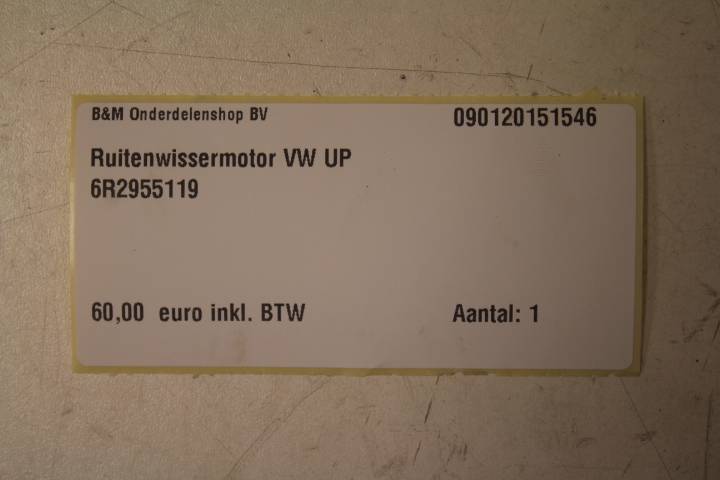 B&M Onderdelenshop BV
090120151546
Ruitenwissermotor VW UP
6R2955119
60,00 euro inkl. BTW
Aantal: 1